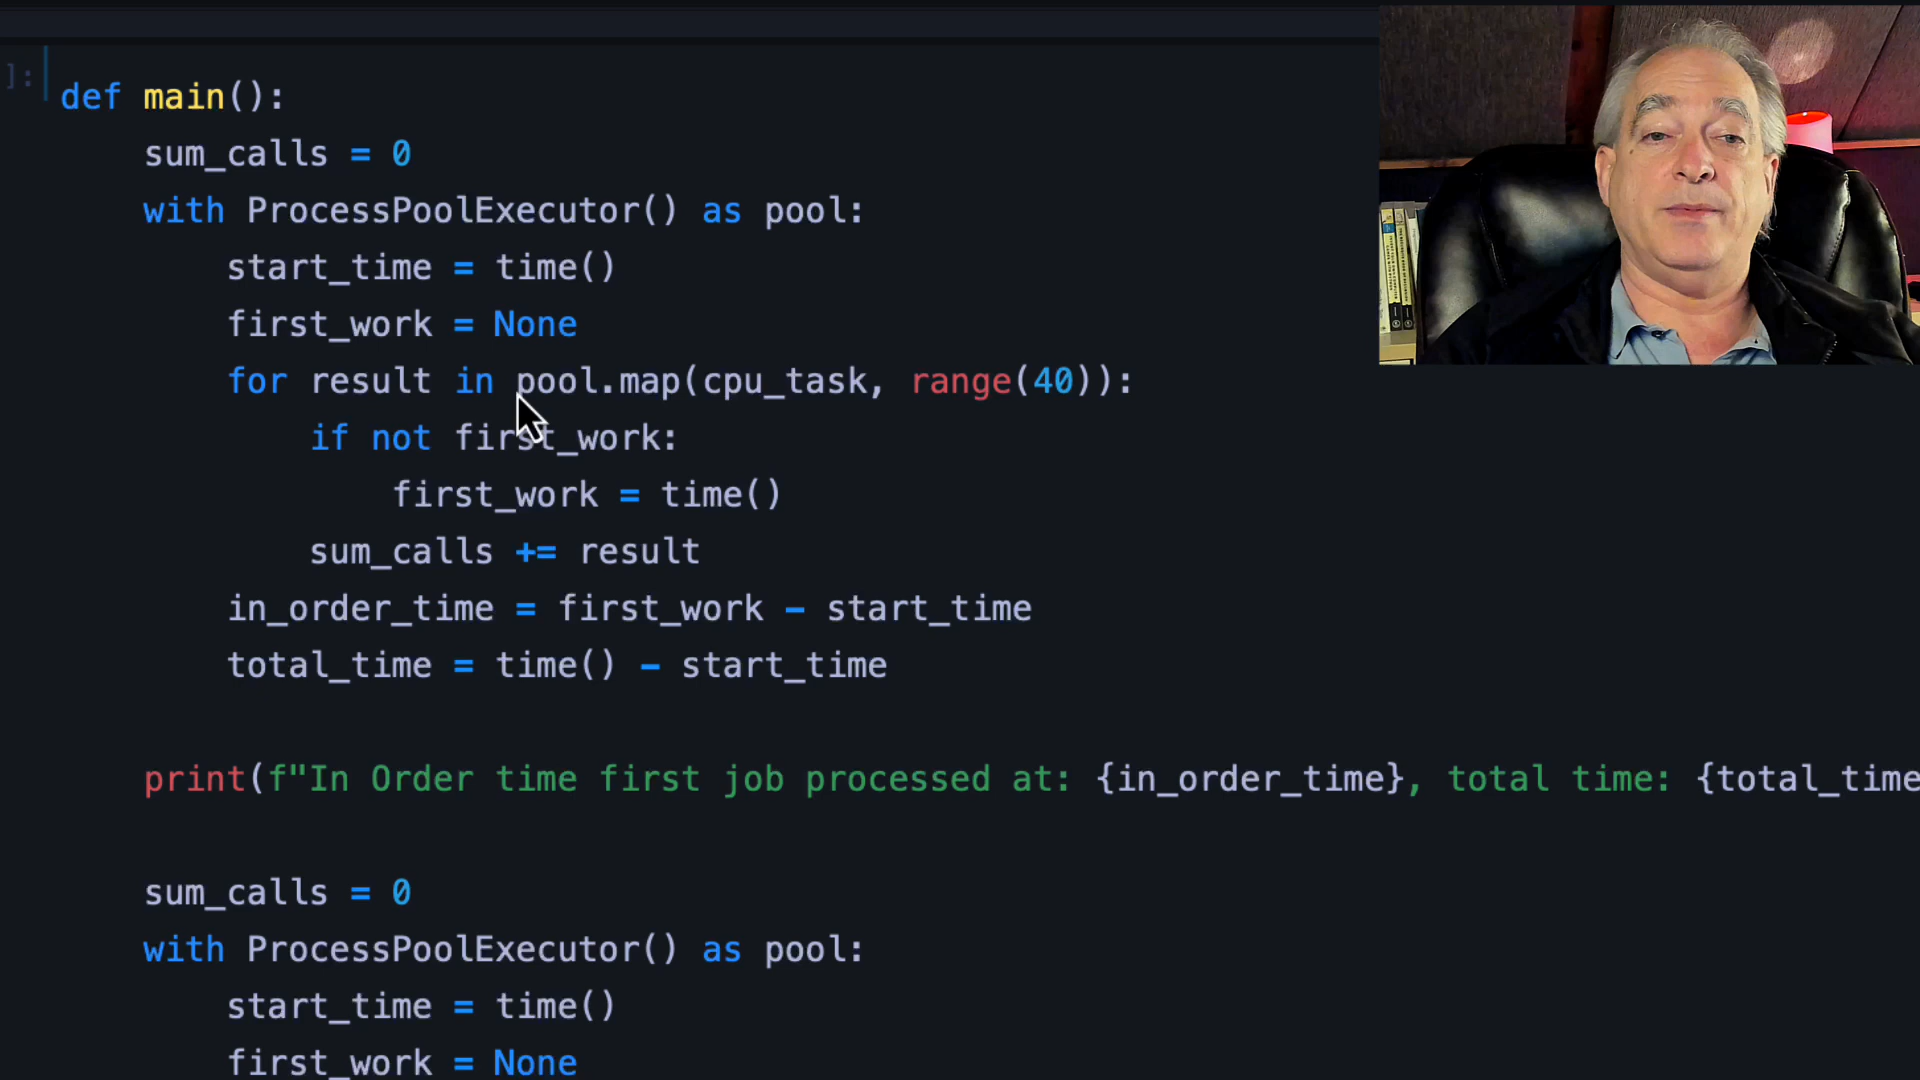 ]:
def main():
sum_calls = 0
with ProcessPoolExecutor() as pool:
start_time = time()
first_work = None
for result in pool.map(cpu_task, range(40)):
if not first_work:
first_work = time()
sum_calls += result
in_order_time = first_work - start_time
total_time = time() - start_time
print(f"In Order time first job processed at: {in_order_time}, total time: {total_time
sum_calls = 0
with ProcessPoolExecutor() as pool:
start_time = time()
first_work = None